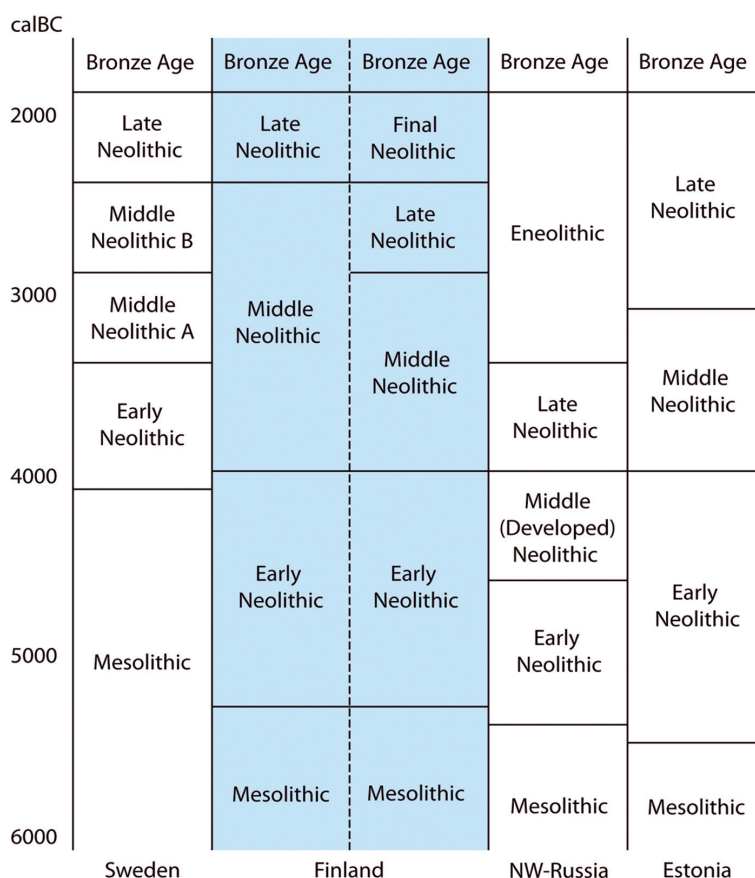 calBC
Bronze Age Bronze Age Bronze Age Bronze Age Bronze Age
2000
Late
Neolithic
Late
Neolithic
Final
Neolithic
Middle
Neolithic B
Late
Neolithic
Eneolithic
Late
Neolithic
3000
Middle
Neolithic A
Middle
Neolithic
Middle
Neolithic
Middle
Neolithic
Early
Neolithic
Late
Neolithic
4000
Middle
(Developed)
Neolithic
Early
Neolithic
Early
Neolithic
Early
Neolithic
Early
Neolithic
5000
Mesolithic
Mesolithic
Mesolithic
Mesolithic
Mesolithic
6000
Sweden Finland NW-Russia Estonia